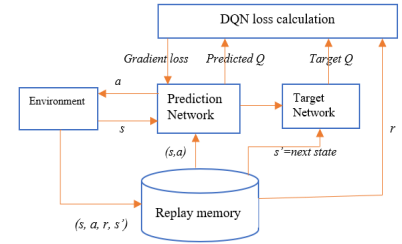 DQN loss calculation
Gradient loss
Predicted Q
Target Q
a
Environment
Prediction
Network
Target
Network
s
r
(s,a)
s'=next state
(s, a, r, s')
Replay memory